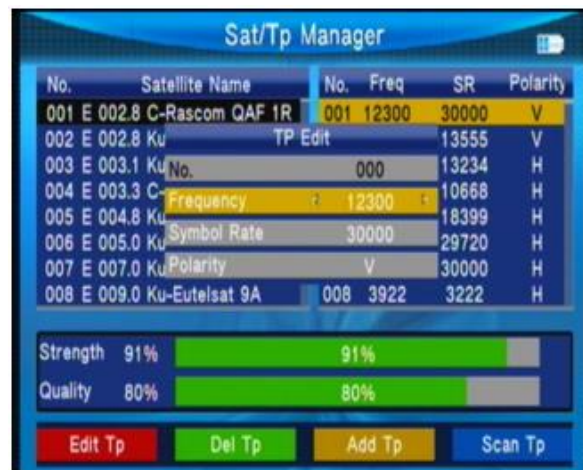 Sat/Tp Manager
No. Satellite Name No. Freq SR Polarity
001 E 002.8 C-Rascom QAF 1R 001 12300 30000 V
002 E 002.8 Ku TP Edit 13555 V
003 E 003.1 Ku No. 000 13234 H
004 E 003.3 C- Frequency 12300 10668 H
005 E 004.8 Ku 18399 H
Symbol Rate 30000
006 E 005.0 Ku 29720 H
007 E 007.0 Ku Polarity V 30000 H
008 E 009.0 Ku-Eutelsat 9A 008 3922 3222 H
Strength 91% 91%
Quality 80% 80%
Edit Tp Del Tp Add Tp Scan Tp